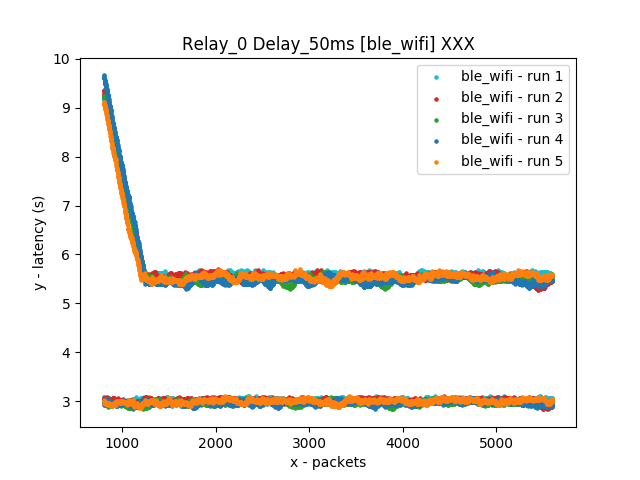 Relay_0 Delay_50ms [ble_wifi] XXX
ble_wifi - run 1
ble_wifi - run 2
ble_wifi - run 3
ble_wifi - run 4
ble_wifi - run 5
10
9
8
7
6
5
4
3
y - latency (s)
1000 2000 3000 4000 5000
x - packets